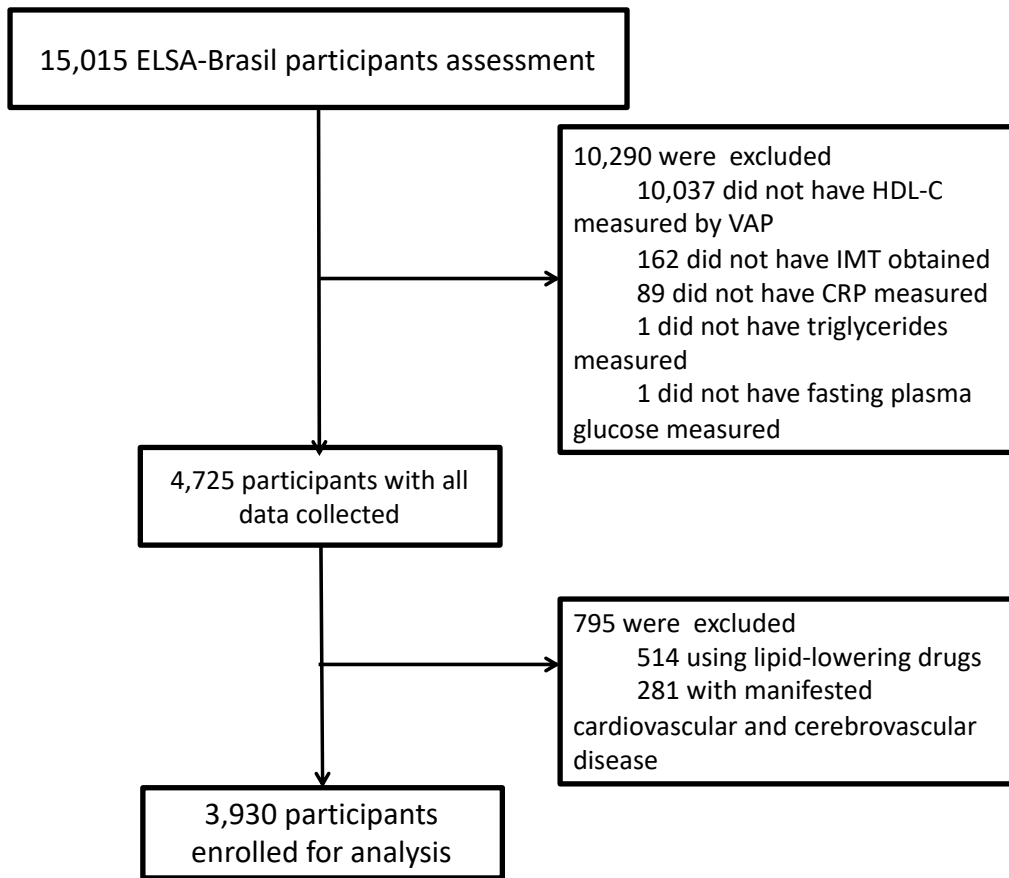 15,015 ELSA-Brasil participants assessment
10,290 were excluded
10,037 did not have HDL-C
measured by VAP
162 did not have IMT obtained
89 did not have CRP measured
1 did not have triglycerides
measured
1 did not have fasting plasma
glucose measured
4,725 participants with all
data collected
795 were excluded
514 using lipid-lowering drugs
281 with manifested
cardiovascular and cerebrovascular
disease
3,930 participants
enrolled for analysis